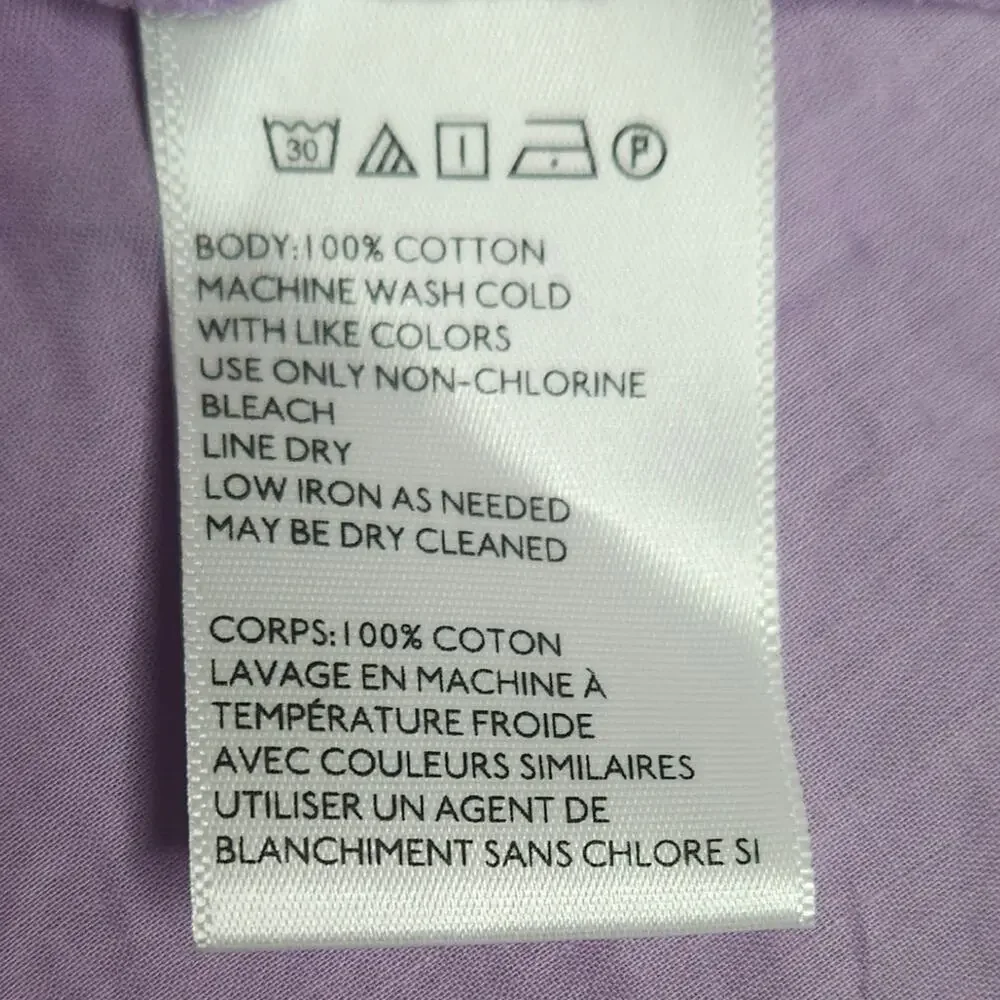 30 P
BODY:100% COTTON
MACHINE WASH COLD
WITH LIKE COLORS
USE ONLY NON-CHLORINE
BLEACH
LINE DRY
LOW IRON AS NEEDED
MAY BE DRY CLEANED
CORPS:100% COTON
LAVAGE EN MACHINE À
TEMPÉRATURE FROIDE
AVEC COULEURS SIMILAIRES
UTILISER UN AGENT DE
BLANCHIMENT SANS CHLORE SI